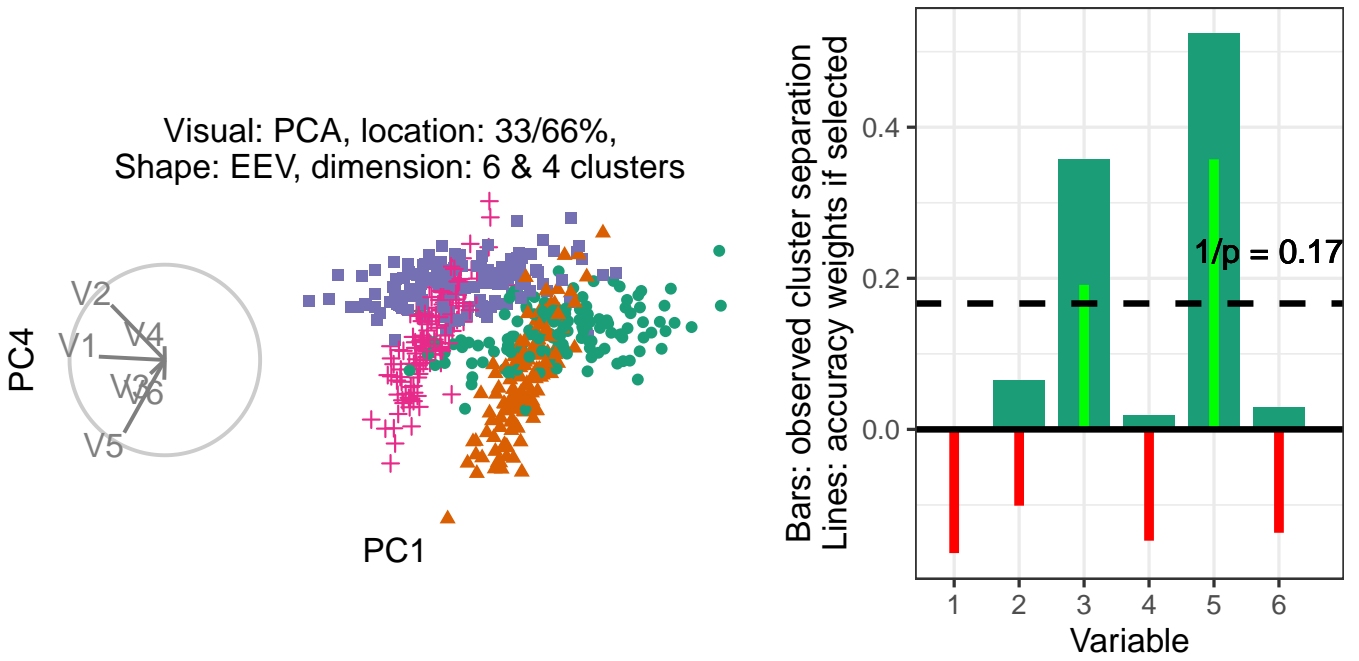 Visual: PCA, location: 33/66%,
Shape: EEV, dimension: 6 & 4 clusters
PC4
V2
V4
V1
V3
V6
V5
PC1
Bars: observed cluster separation
Lines: accuracy weights if selected
0.4
0.2
0.0
1/p = 0.17
1 2 3 4 5 6
Variable